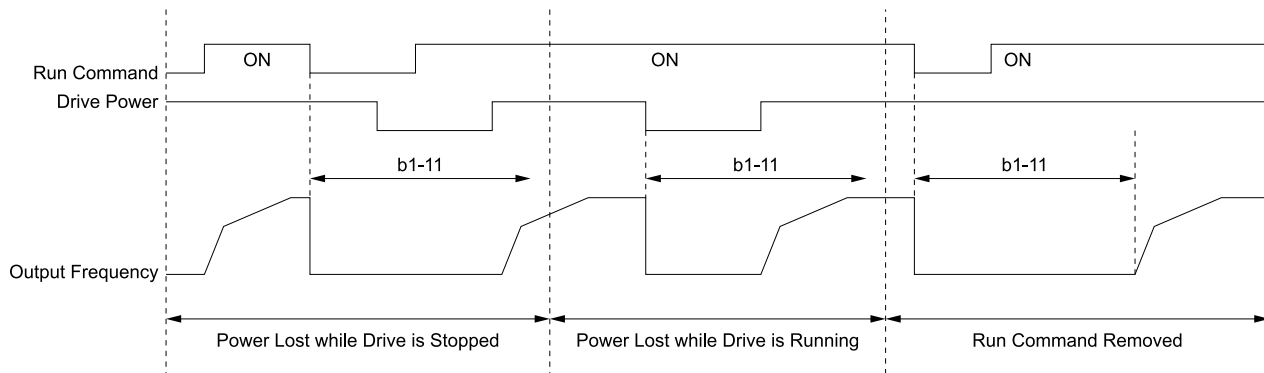 Run Command
ON
ON
ON
Drive Power
b1-11
b1-11
b1-11
Output Frequency
Power Lost while Drive is Stopped
Power Lost while Drive is Running
Run Command Removed